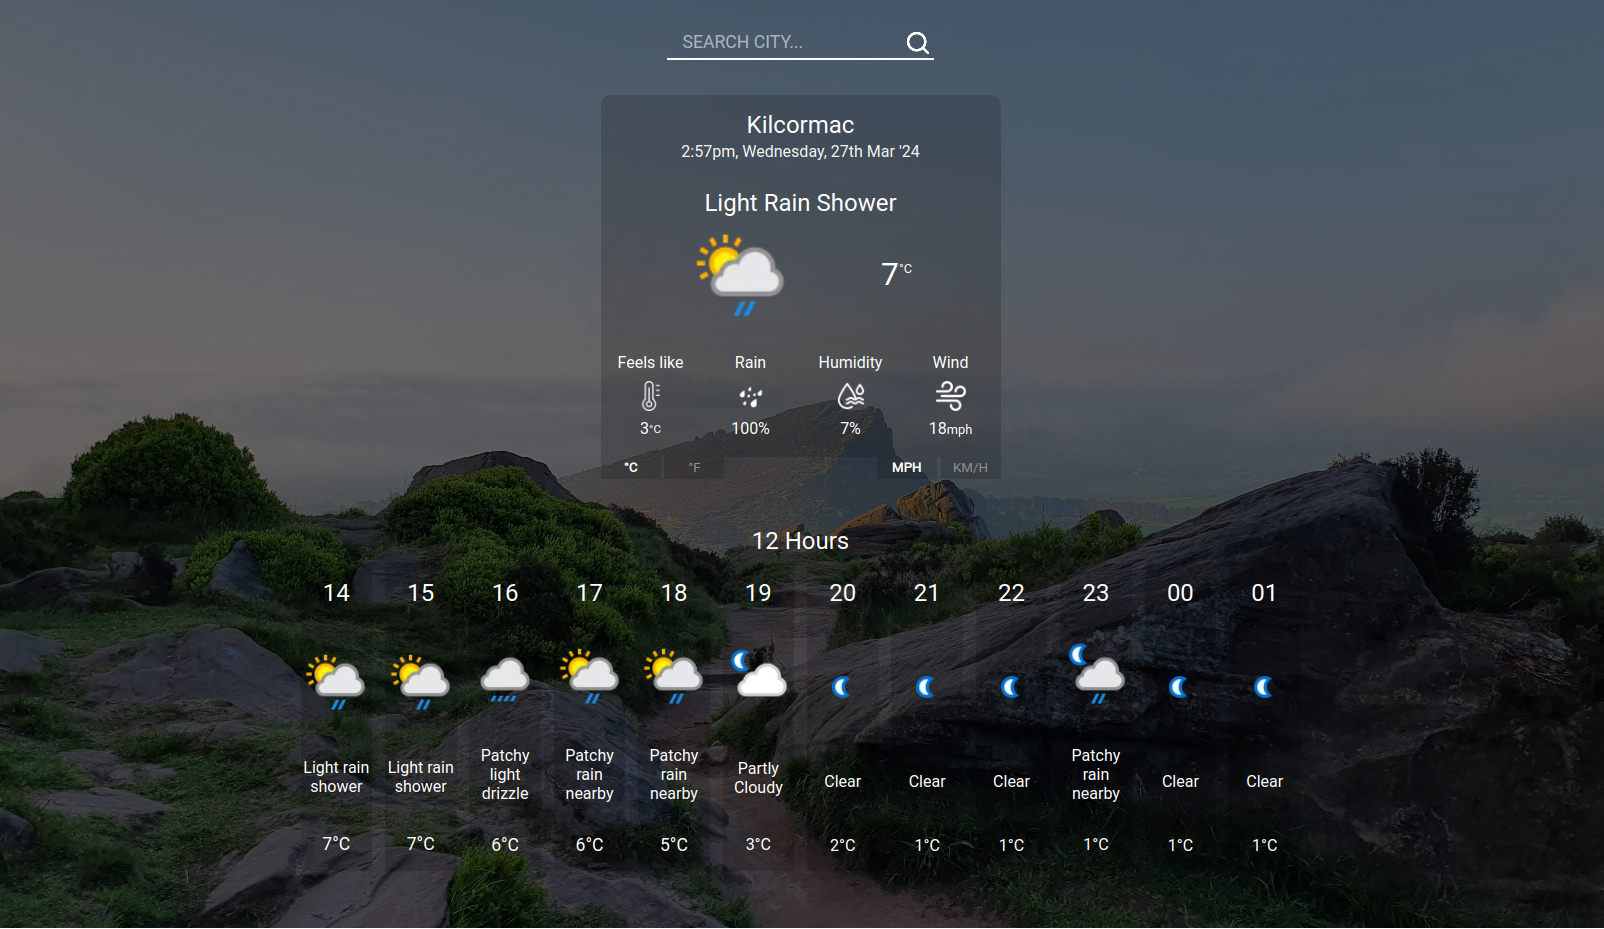 SEARCH CITY...
Kilcormac
2:57pm, Wednesday, 27th Mar '24
Light Rain Shower
7°C
Feels like Rain Humidity Wind
3°C 100% 7% 18mph
°C °F MPH KM/H
12 Hours
14 15 16 17 18 19 20 21 22 23 00 01
Light rain shower
Light rain shower
Patchy light drizzle
Patchy rain nearby
Patchy rain nearby
Partly Cloudy
Clear
Clear
Clear
Patchy rain nearby
Clear
Clear
7°C 7°C 6°C 6°C 5°C 3°C 2°C 1°C 1°C 1°C 1°C 1°C